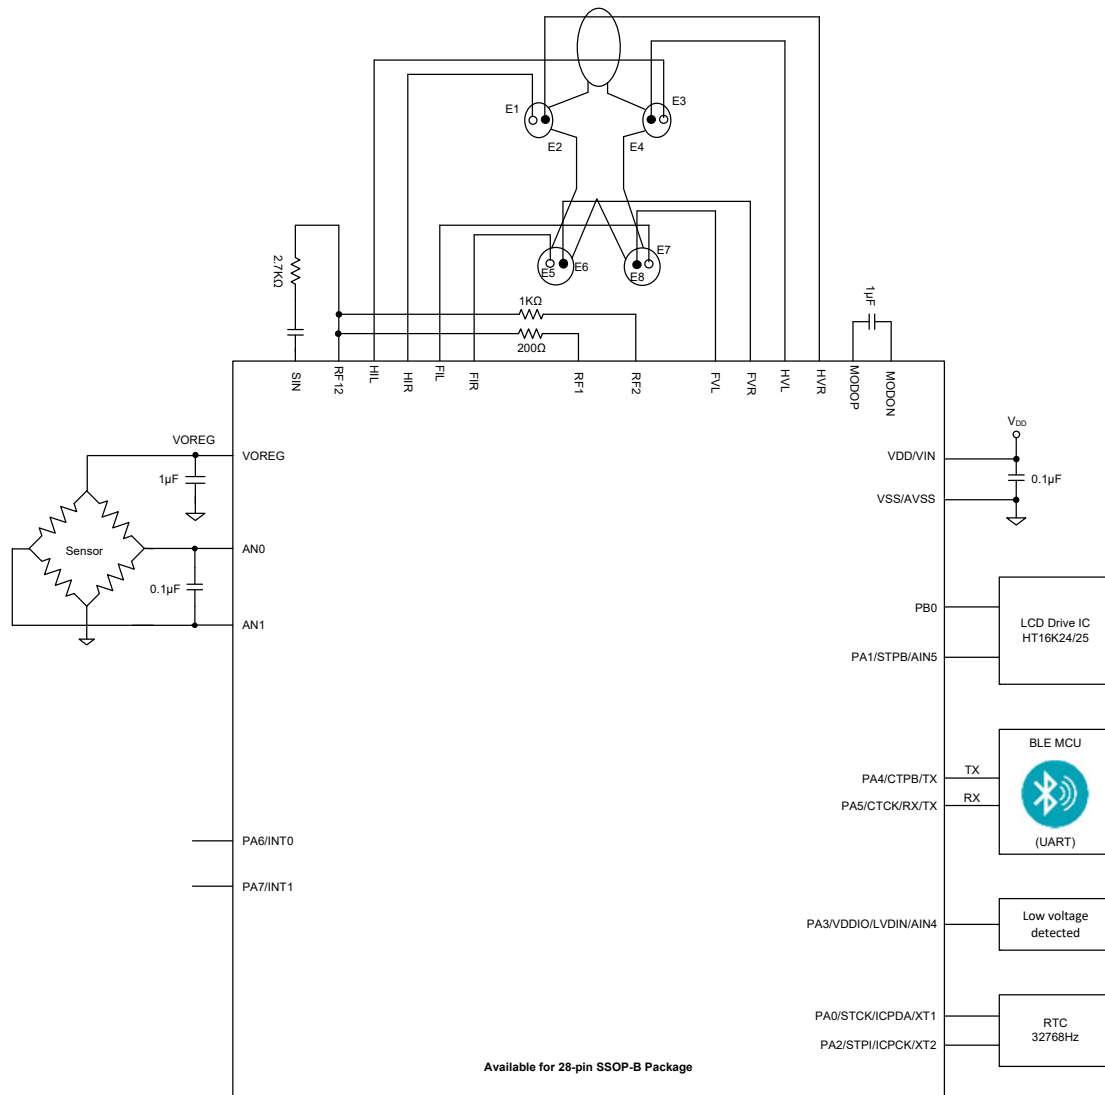 E1
E3
E2
E4
E5
E6
E7
E8
2.7KΩ
1KΩ
200Ω
1µF
SIN
RF12
HIL
HIR
FIL
FIR
RF1
RF2
FVL
FVR
HVL
HVR
MODOP
MODON
VOREG
VOREG
1µF
Sensor
AN0
0.1µF
AN1
PA6/INT0
PA7/INT1
VDD
VDD/VIN
0.1µF
VSS/AVSS
PB0
PA1/STPB/AIN5
LCD Drive IC
HT16K24/25
BLE MCU
PA4/CTPB/TX
TX
PA5/CTCK/RX/TX
RX
(UART)
PA3/VDDIO/LVDIN/AIN4
Low voltage
detected
PA0/STCK/ICPDA/XT1
PA2/STPI/ICPCK/XT2
RTC
32768Hz
Available for 28-pin SSOP-B Package